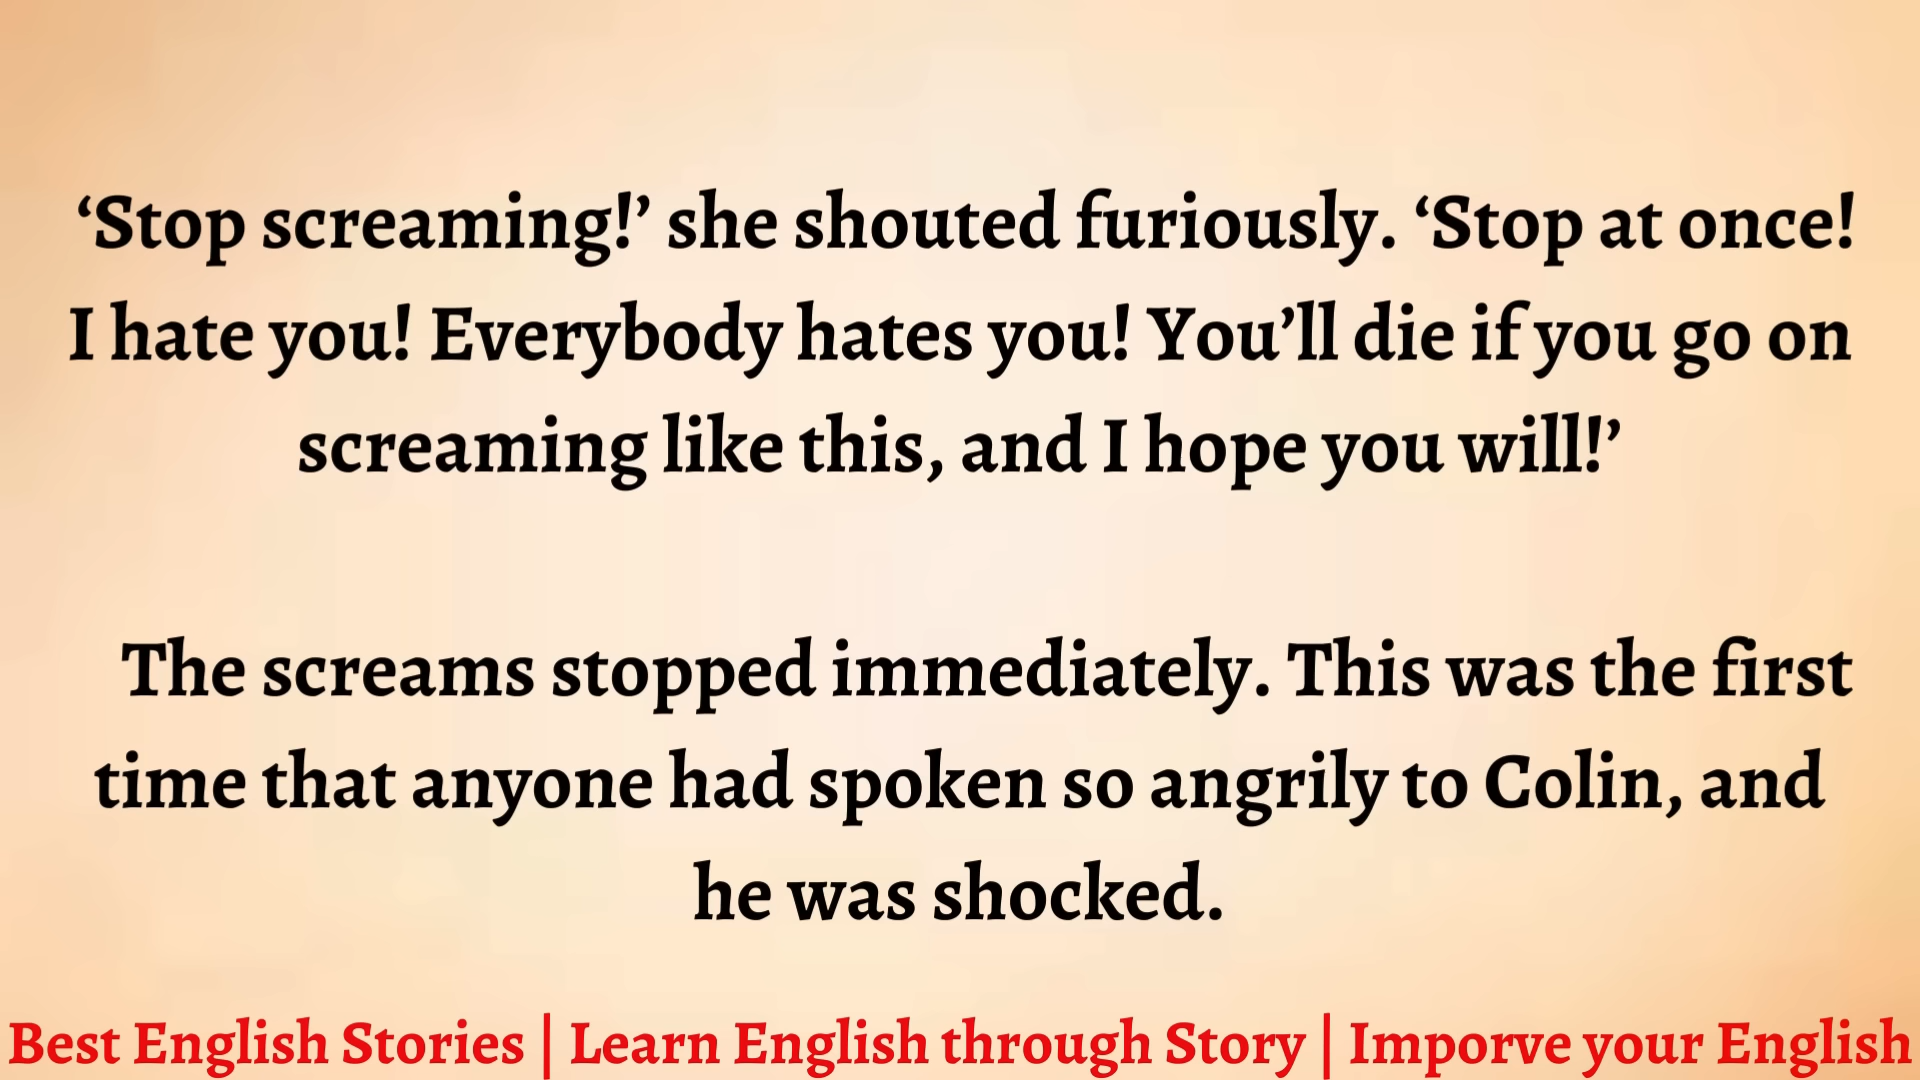 ‘Stop screaming!’ she shouted furiously. ‘Stop at once!
I hate you! Everybody hates you! You’ll die if you go on
screaming like this, and I hope you will!’
The screams stopped immediately. This was the first
time that anyone had spoken so angrily to Colin, and
he was shocked.
Best English Stories | Learn English through Story | Imporve your English